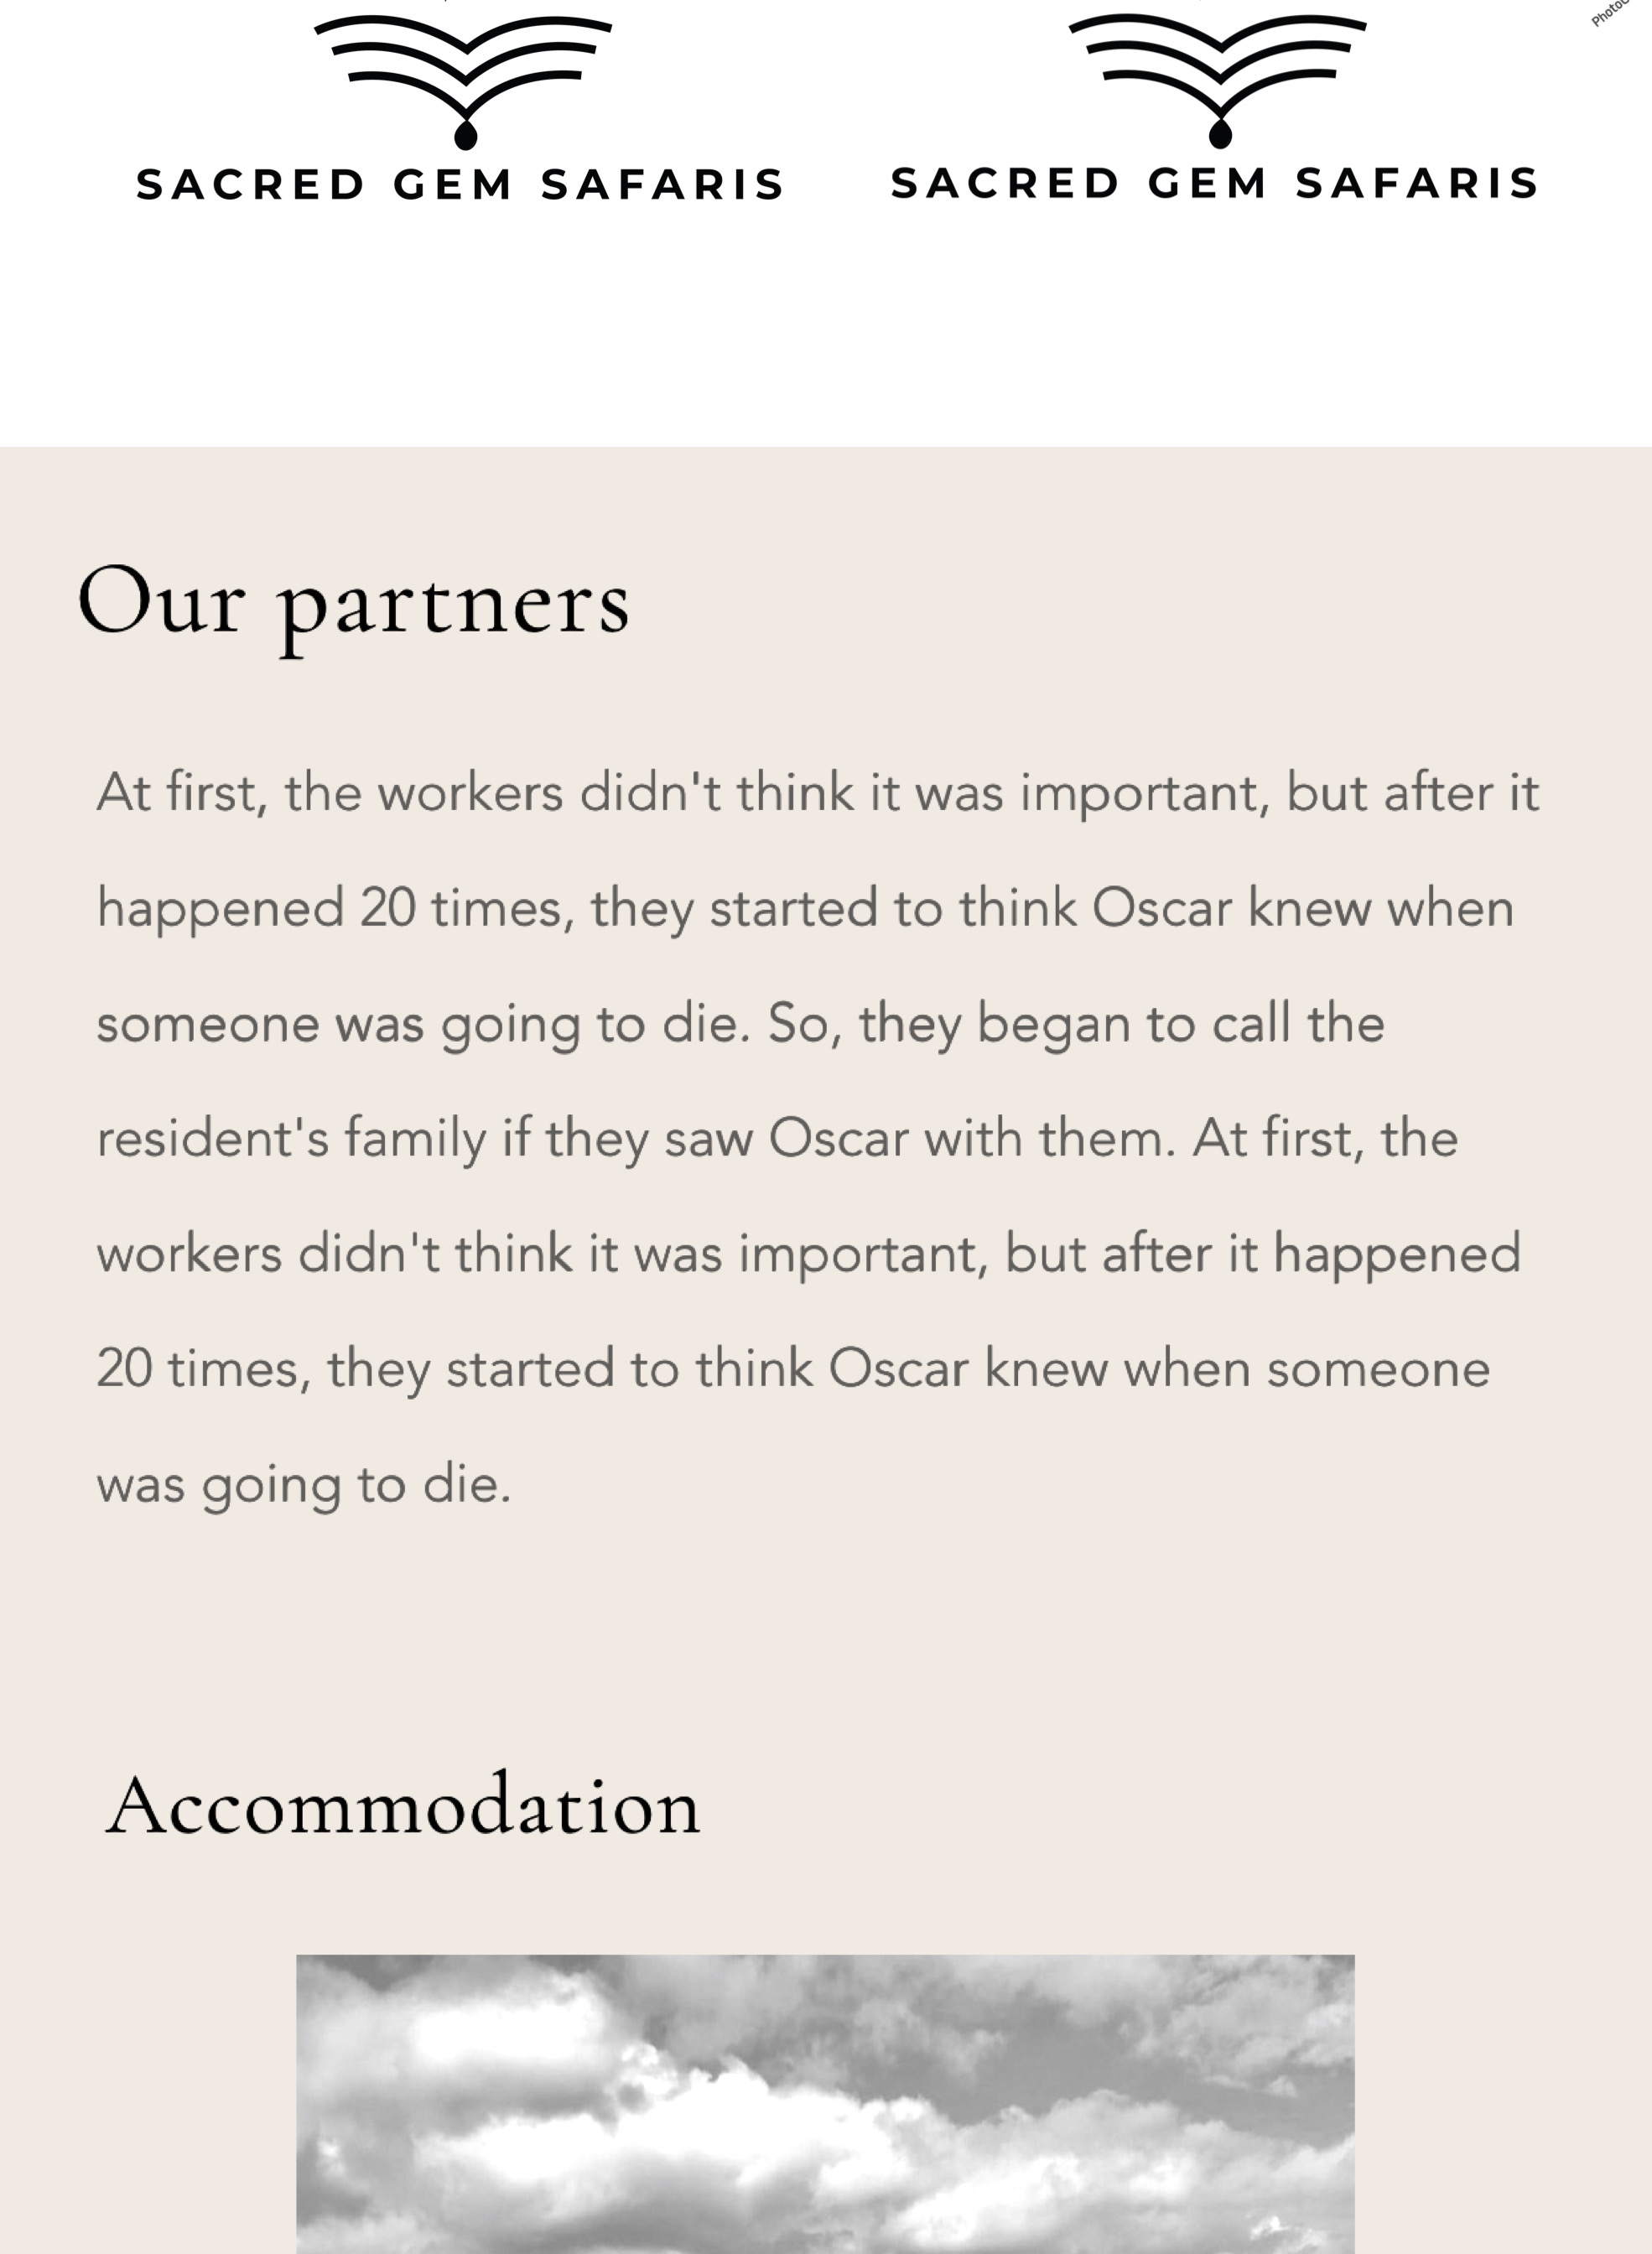 SACRED GEM SAFARIS SACRED GEM SAFARIS
Our partners
At first, the workers didn't think it was important, but after it
happened 20 times, they started to think Oscar knew when
someone was going to die. So, they began to call the
resident's family if they saw Oscar with them. At first, the
workers didn't think it was important, but after it happened
20 times, they started to think Oscar knew when someone
was going to die.
Accommodation